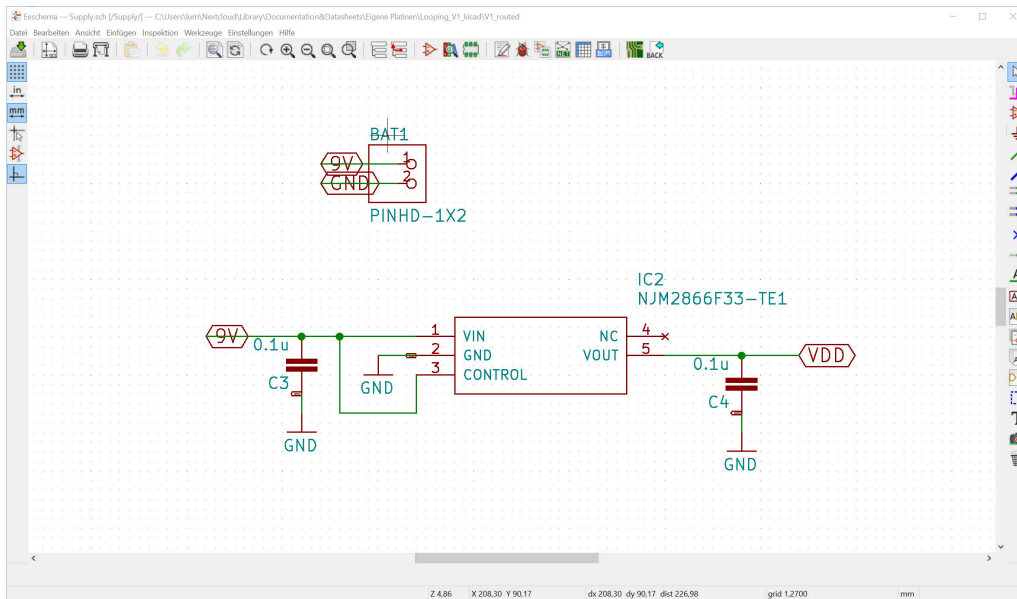 Eeschema — Supply.sch [/Supply/] — C:\Users\lum\Nextcloud\Library\Documentation&Datasheets\Eigene Platinen\Looping_V1_kicad\V1_routed
Datei Bearbeiten Ansicht Einfügen Inspektion Werkzeuge Einstellungen Hilfe
BACK
in
mm
BAT1
9V 1
GND 2
PINHD-1X2
IC2
NJM2866F33-TE1
9V 1 VIN NC 4
0.1u 2 GND VOUT 5 VDD
3 CONTROL 0.1u
C3 GND
C4
GND
GND
Z 4,86 X 208,30 Y 90,17 dx 208,30 dy 90,17 dist 226,98 grid 1,2700 mm